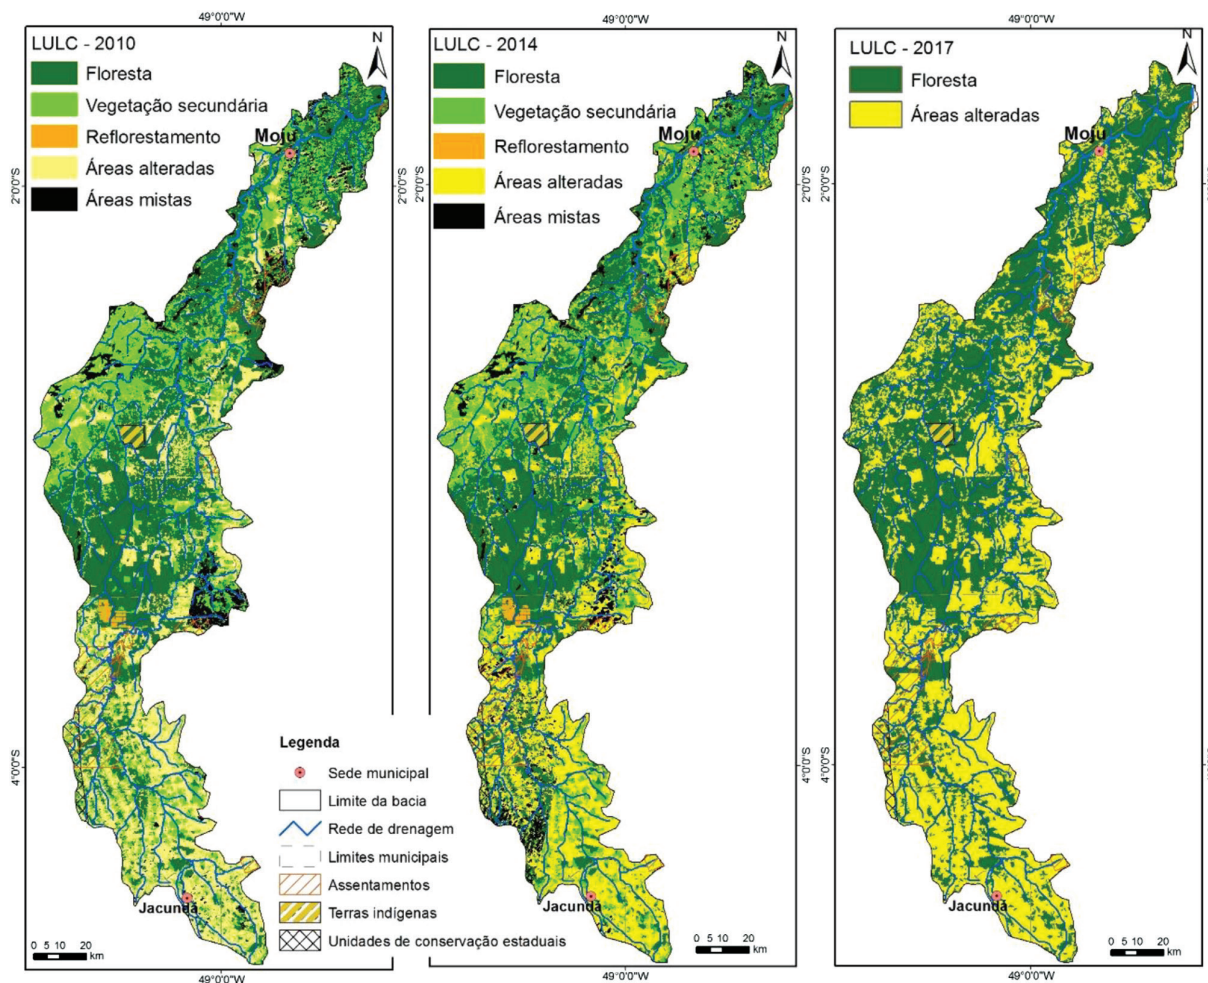 49°0'0"W
LULC - 2010
N
Floresta
Vegetação secundária
Reflorestamento
Áreas alteradas
Áreas mistas
Moju
2°0'0"S
4°0'0"S
Jacundá
0 5 10 20
km
49°0'0"W
49°0'0"W
LULC - 2014
N
Floresta
Vegetação secundária
Reflorestamento
Áreas alteradas
Áreas mistas
Moju
2°0'0"S
2°0'0"S
Jacundá
0 5 10 20
km
49°0'0"W
Legenda
Sede municipal
Limite da bacia
Rede de drenagem
Limites municipais
Assentamentos
Terras indígenas
Unidades de conservação estaduais
49°0'0"W
LULC - 2017
N
Floresta
Áreas alteradas
Moju
2°0'0"S
4°0'0"S
Jacundá
0 5 10 20
km
49°0'0"W